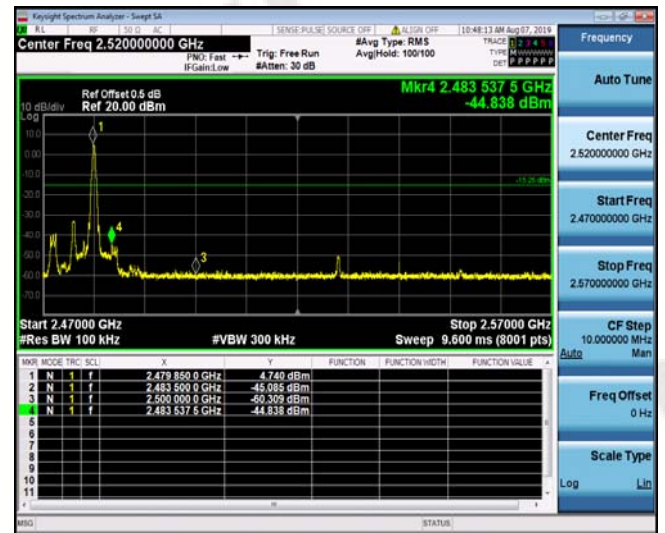 Keysight Spectrum Analyzer - Swept SA
RL RF 50 Ω AC SENSE:PULSE SOURCE OFF ALIGN OFF 10:48:13 AM Aug 07, 2019
Center Freq 2.520000000 GHz
PNO: Fast
IFGain:Low
Trig: Free Run
#Atten: 30 dB
#Avg Type: RMS
Avg|Hold: 100/100
TRACE 1 2 3 4 5 6
TYPE M W W W W W
DET P P P P P P
Ref Offset 0.5 dB
10 dB/div Ref 20.00 dBm
Log
Mkr4 2.483 537 5 GHz
-44.838 dBm
10.0
0.00
-10.0
-20.0
-30.0
-40.0
-50.0
-60.0
-70.0
1
4
3
-15.25 dBm
Start 2.47000 GHz Stop 2.57000 GHz
#Res BW 100 kHz #VBW 300 kHz Sweep 9.600 ms (8001 pts)
MKR MODE TRC SCL X Y FUNCTION FUNCTION WIDTH FUNCTION VALUE
1 N 1 f 2.479 850 0 GHz 4.740 dBm
2 N 1 f 2.483 500 0 GHz -45.085 dBm
3 N 1 f 2.500 000 0 GHz -60.309 dBm
4 N 1 f 2.483 537 5 GHz -44.838 dBm
5
6
7
8
9
10
11
MSG STATUS
Frequency
Auto Tune
Center Freq
2.520000000 GHz
Start Freq
2.470000000 GHz
Stop Freq
2.570000000 GHz
CF Step
10.000000 MHz
Auto Man
Freq Offset
0 Hz
Scale Type
Log Lin